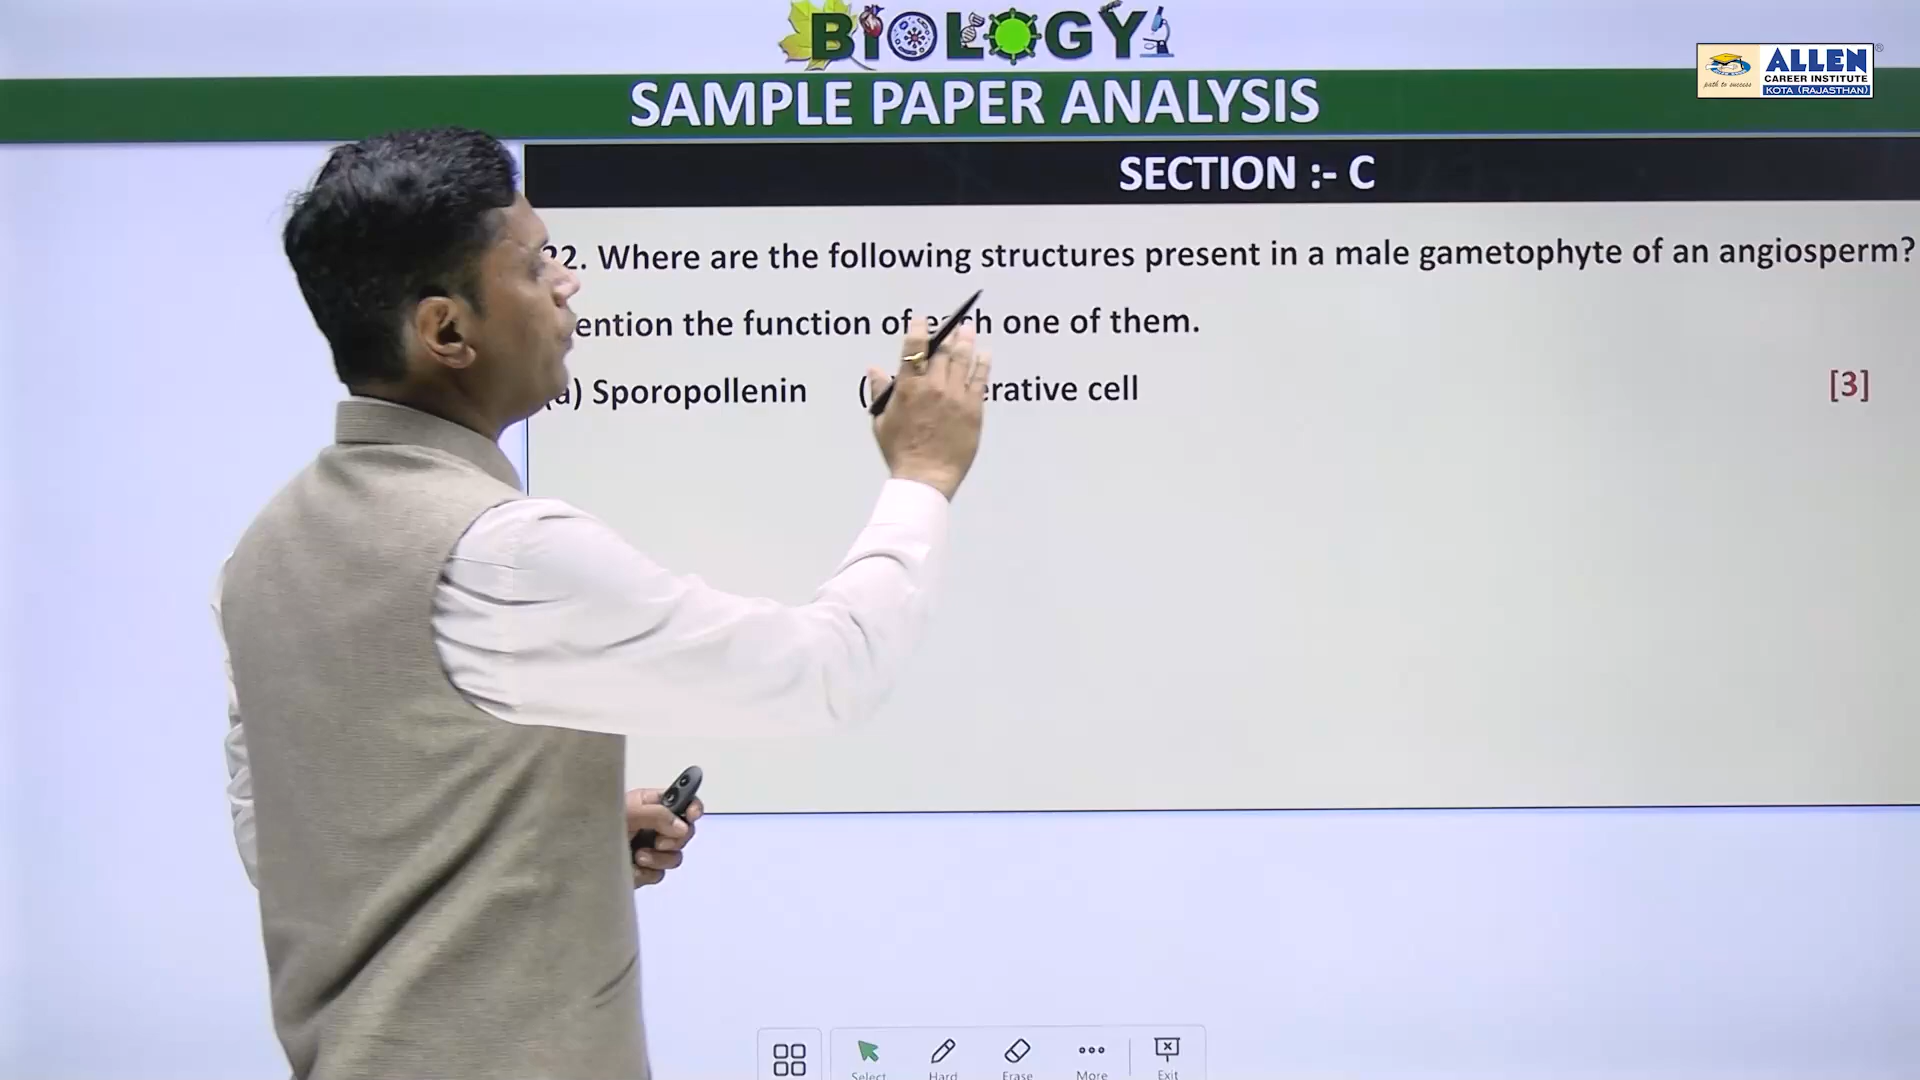 BIOLOGY
ALLEN
CAREER INSTITUTE
KOTA (RAJASTHAN)
path to success
SAMPLE PAPER ANALYSIS
SECTION :- C
22. Where are the following structures present in a male gametophyte of an angiosperm?
ention the function of each one of them.
(a) Sporopollenin ( erative cell [3]
Select Hard Erase More Exit